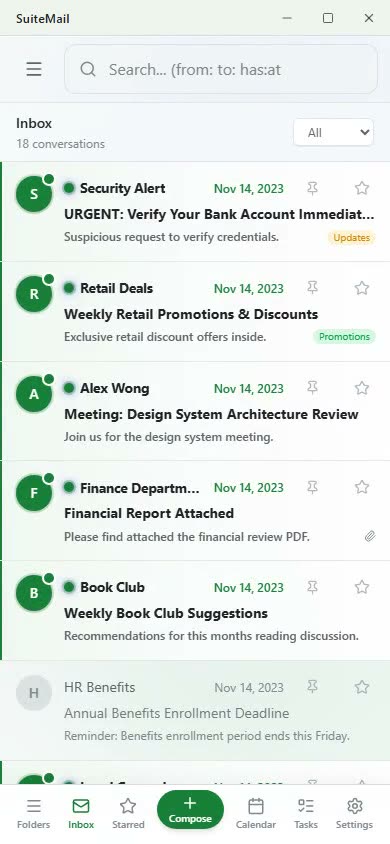 SuiteMail
Search... (from: to: has:at
Inbox
18 conversations
All
S
Security Alert
Nov 14, 2023
URGENT: Verify Your Bank Account Immediat...
Suspicious request to verify credentials.
Updates
R
Retail Deals
Nov 14, 2023
Weekly Retail Promotions & Discounts
Exclusive retail discount offers inside.
Promotions
A
Alex Wong
Nov 14, 2023
Meeting: Design System Architecture Review
Join us for the design system meeting.
F
Finance Departm...
Nov 14, 2023
Financial Report Attached
Please find attached the financial review PDF.
B
Book Club
Nov 14, 2023
Weekly Book Club Suggestions
Recommendations for this months reading discussion.
H
HR Benefits
Nov 14, 2023
Annual Benefits Enrollment Deadline
Reminder: Benefits enrollment period ends this Friday.
Folders
Inbox
Starred
Compose
Calendar
Tasks
Settings